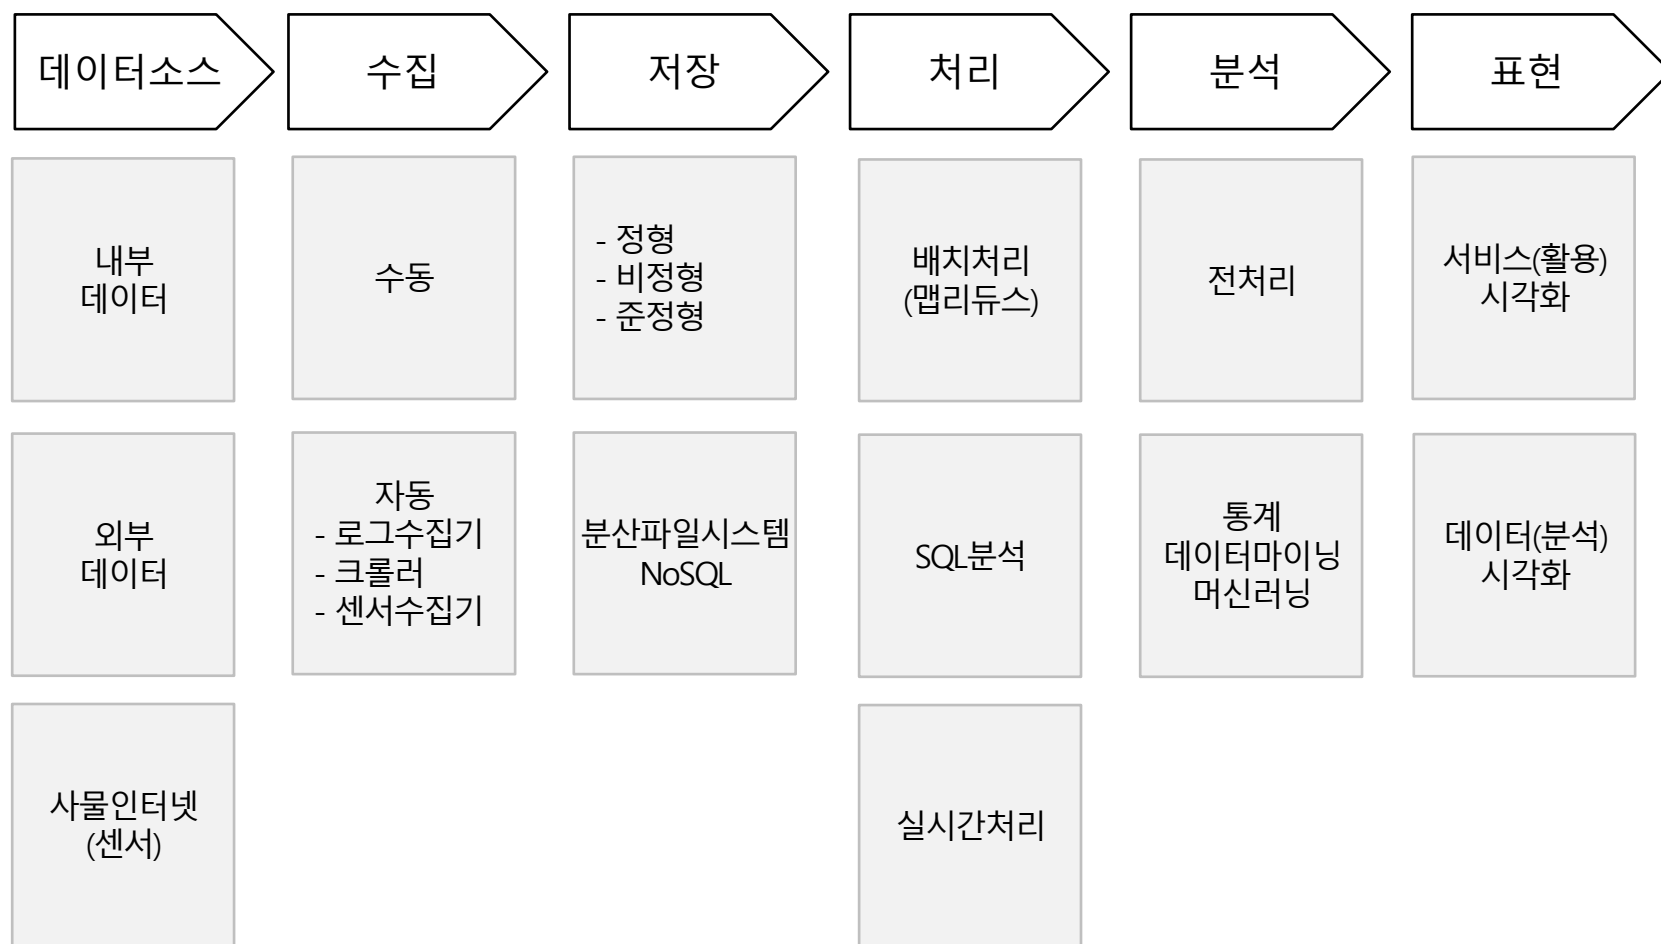 데이터소스
수집
저장
처리
분석
표현
내부
데이터
수동
- 정형
- 비정형
- 준정형
배치처리
(맵리듀스)
전처리
서비스(활용)
시각화
외부
데이터
자동
- 로그수집기
- 크롤러
- 센서수집기
분산파일시스템
NoSQL
SQL분석
통계
데이터마이닝
머신러닝
데이터(분석)
시각화
사물인터넷
(센서)
실시간처리